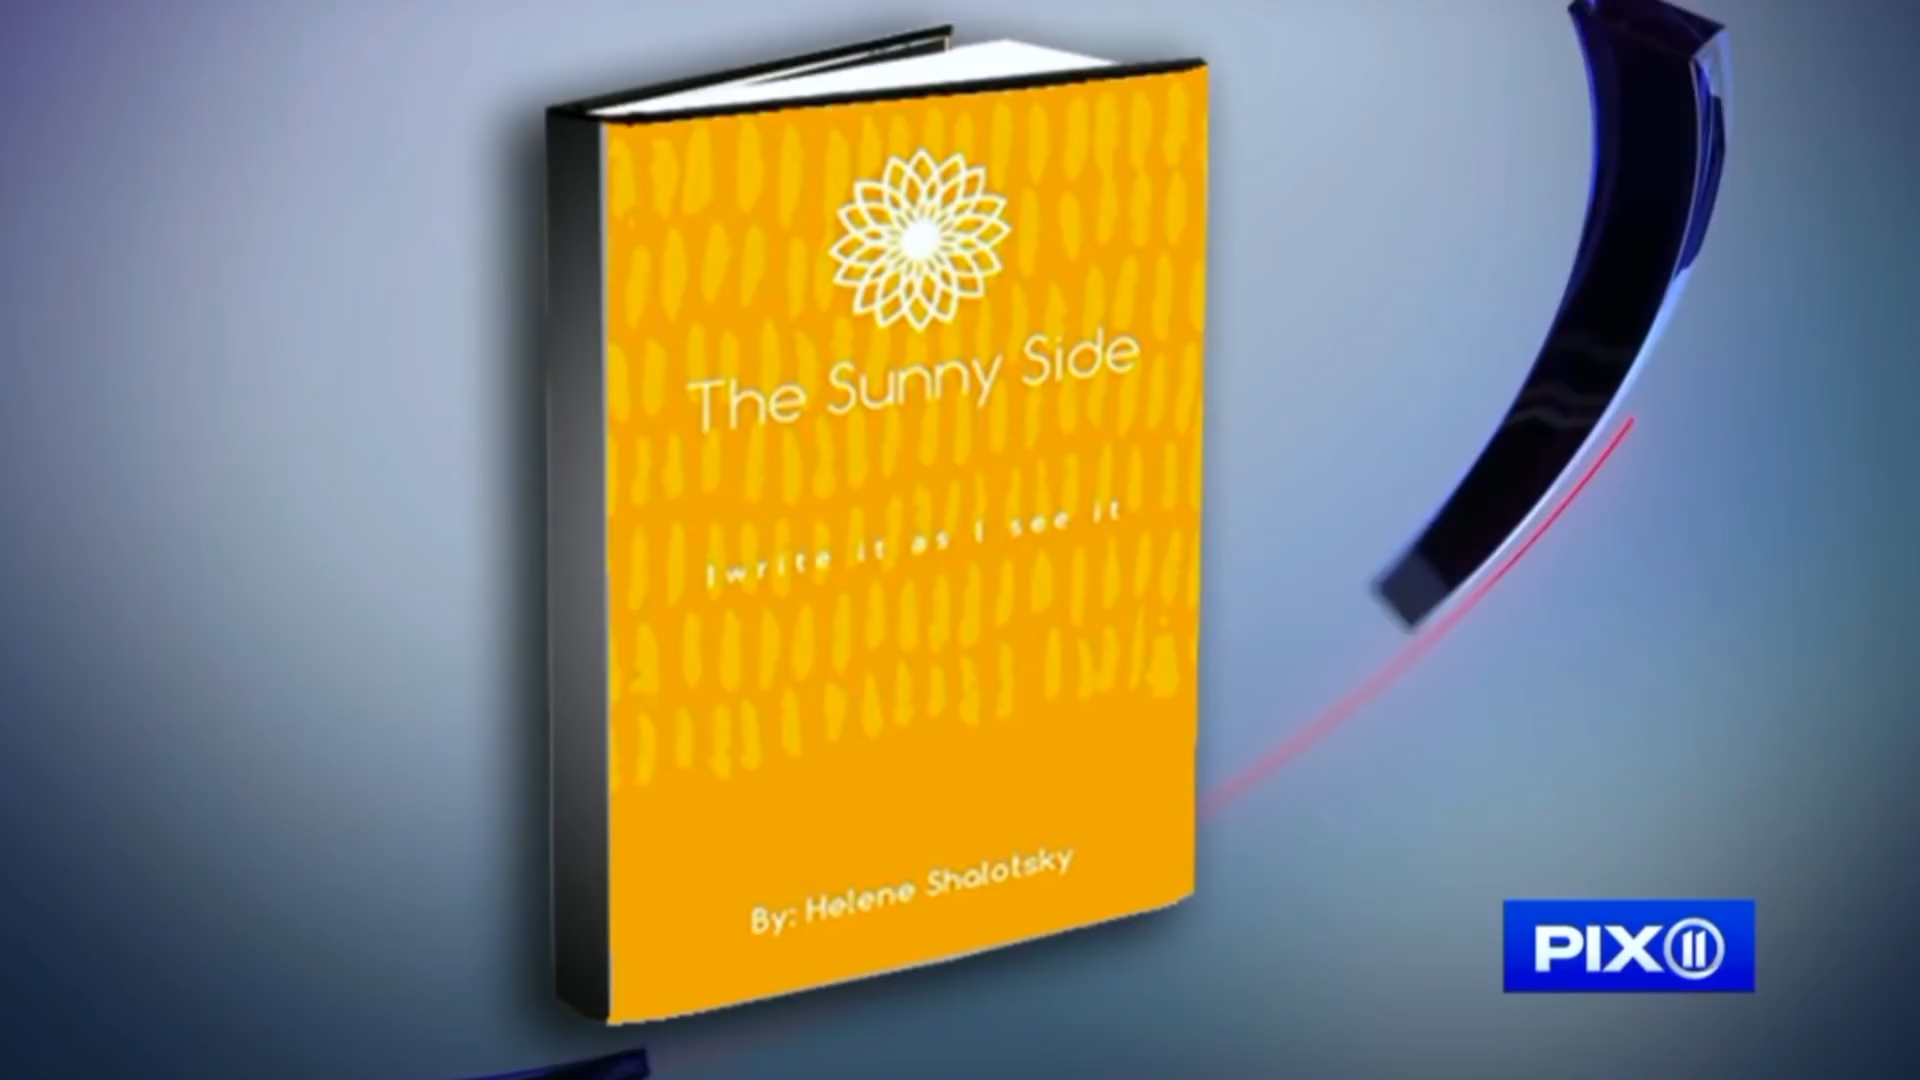 The Sunny Side
I write it as I see it
By: Helene Shalotsky
PIX11